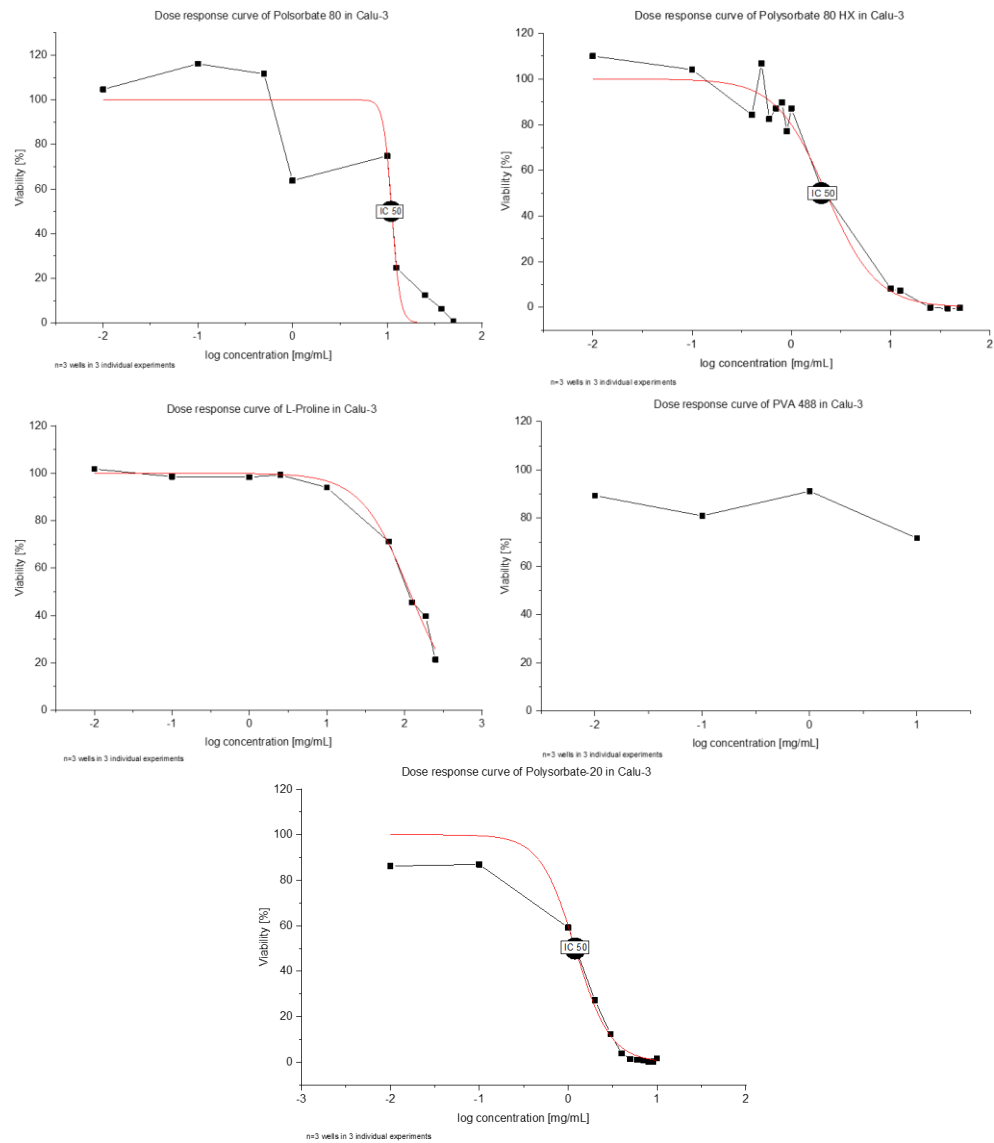 Dose response curve of Polsorbate 80 in Calu-3
120
100
80
60
40
20
0
Viability [%]
IC 50
-2
-1
0
1
2
log concentration [mg/mL]
n=3 wells in 3 individual experiments
Dose response curve of Polysorbate 80 HX in Calu-3
120
100
80
60
40
20
0
Viability [%]
IC 50
-2
-1
0
1
2
log concentration [mg/mL]
n=3 wells in 3 individual experiments
Dose response curve of L-Proline in Calu-3
120
100
80
60
40
20
0
Viability [%]
-2
-1
0
1
2
3
log concentration [mg/mL]
n=3 wells in 3 individual experiments
Dose response curve of PVA 488 in Calu-3
120
100
80
60
40
20
0
Viability [%]
-2
-1
0
1
log concentration [mg/mL]
n=3 wells in 3 individual experiments
Dose response curve of Polysorbate-20 in Calu-3
120
100
80
60
40
20
0
Viability [%]
IC 50
-3
-2
-1
0
1
2
log concentration [mg/mL]
n=3 wells in 3 individual experiments